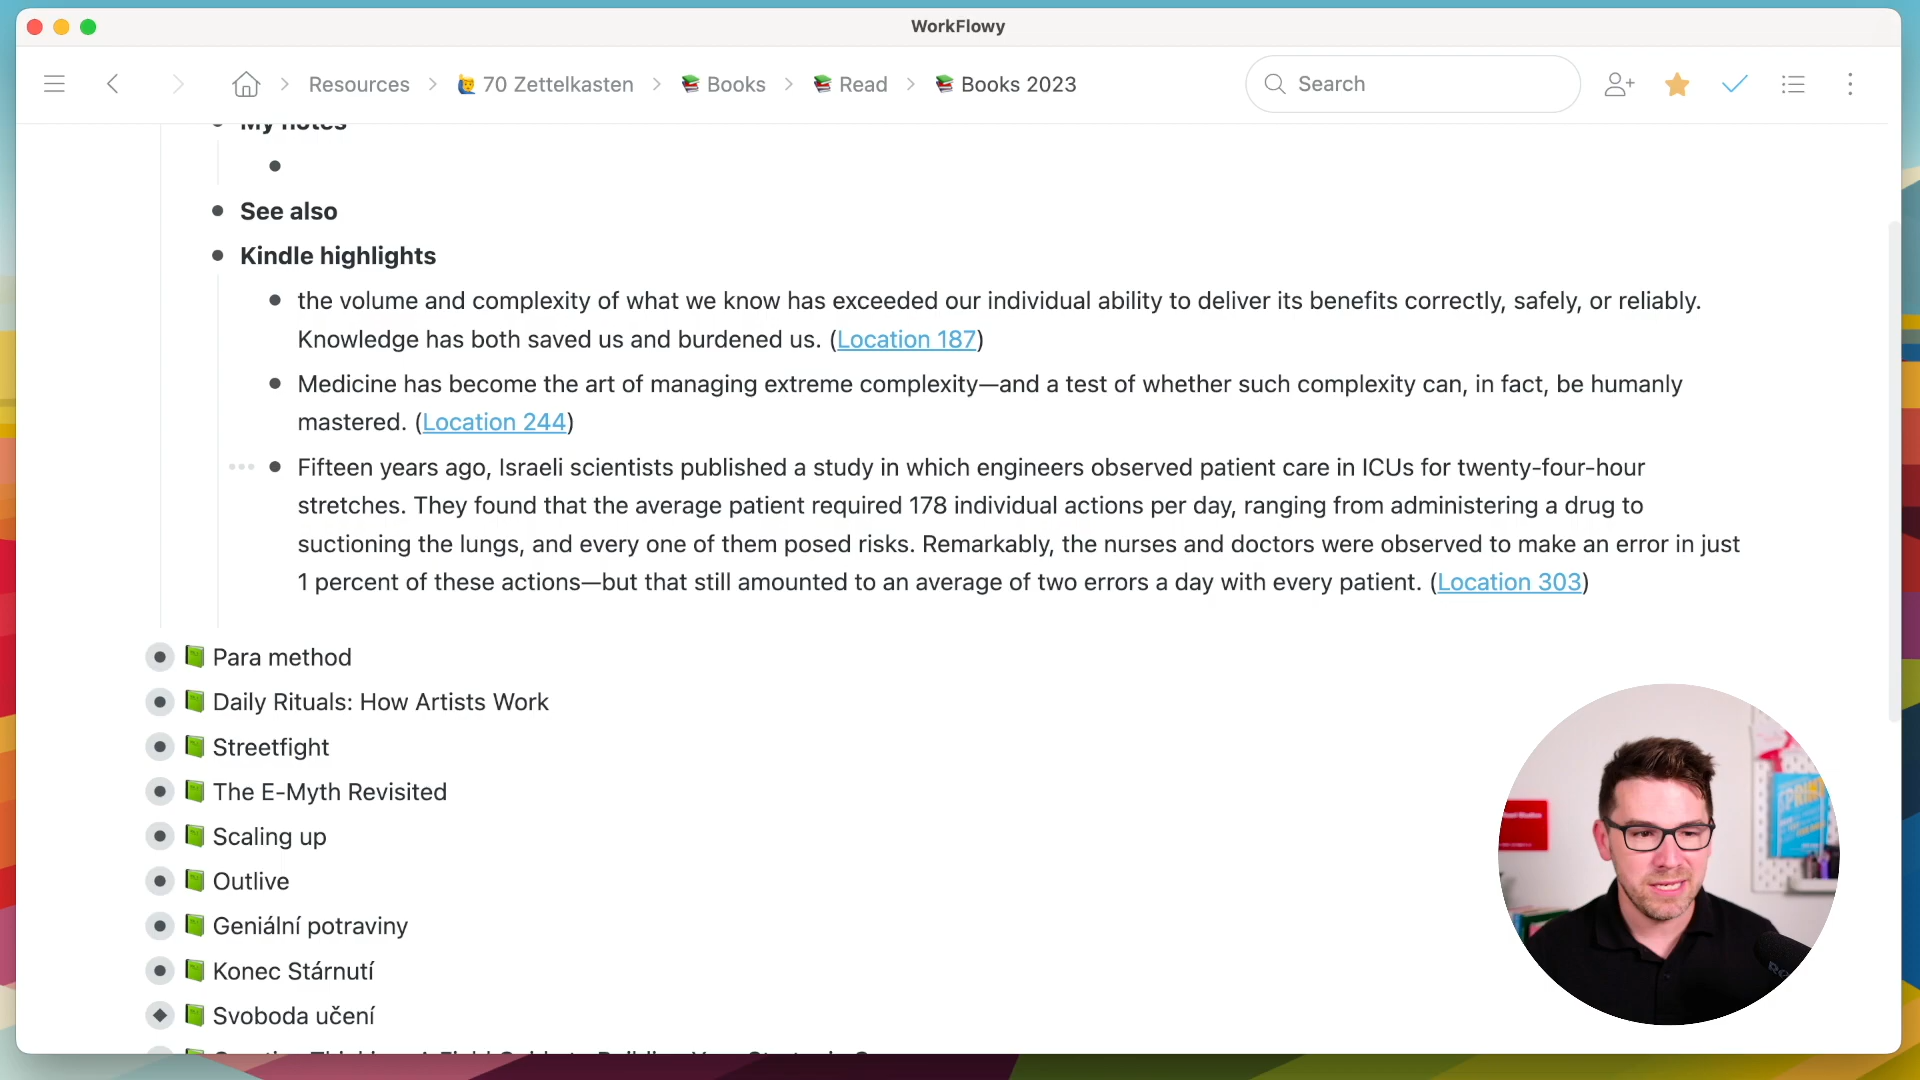 WorkFlowy
Resources 70 Zettelkasten Books Read Books 2023 Search
My notes
See also
Kindle highlights
the volume and complexity of what we know has exceeded our individual ability to deliver its benefits correctly, safely, or reliably.
Knowledge has both saved us and burdened us. (Location 187)
Medicine has become the art of managing extreme complexity—and a test of whether such complexity can, in fact, be humanly
mastered. (Location 244)
Fifteen years ago, Israeli scientists published a study in which engineers observed patient care in ICUs for twenty-four-hour
stretches. They found that the average patient required 178 individual actions per day, ranging from administering a drug to
suctioning the lungs, and every one of them posed risks. Remarkably, the nurses and doctors were observed to make an error in just
1 percent of these actions—but that still amounted to an average of two errors a day with every patient. (Location 303)
Para method
Daily Rituals: How Artists Work
Streetfight
The E-Myth Revisited
Scaling up
Outlive
Geniální potraviny
Konec Stárnutí
Svoboda učení
SPRINT